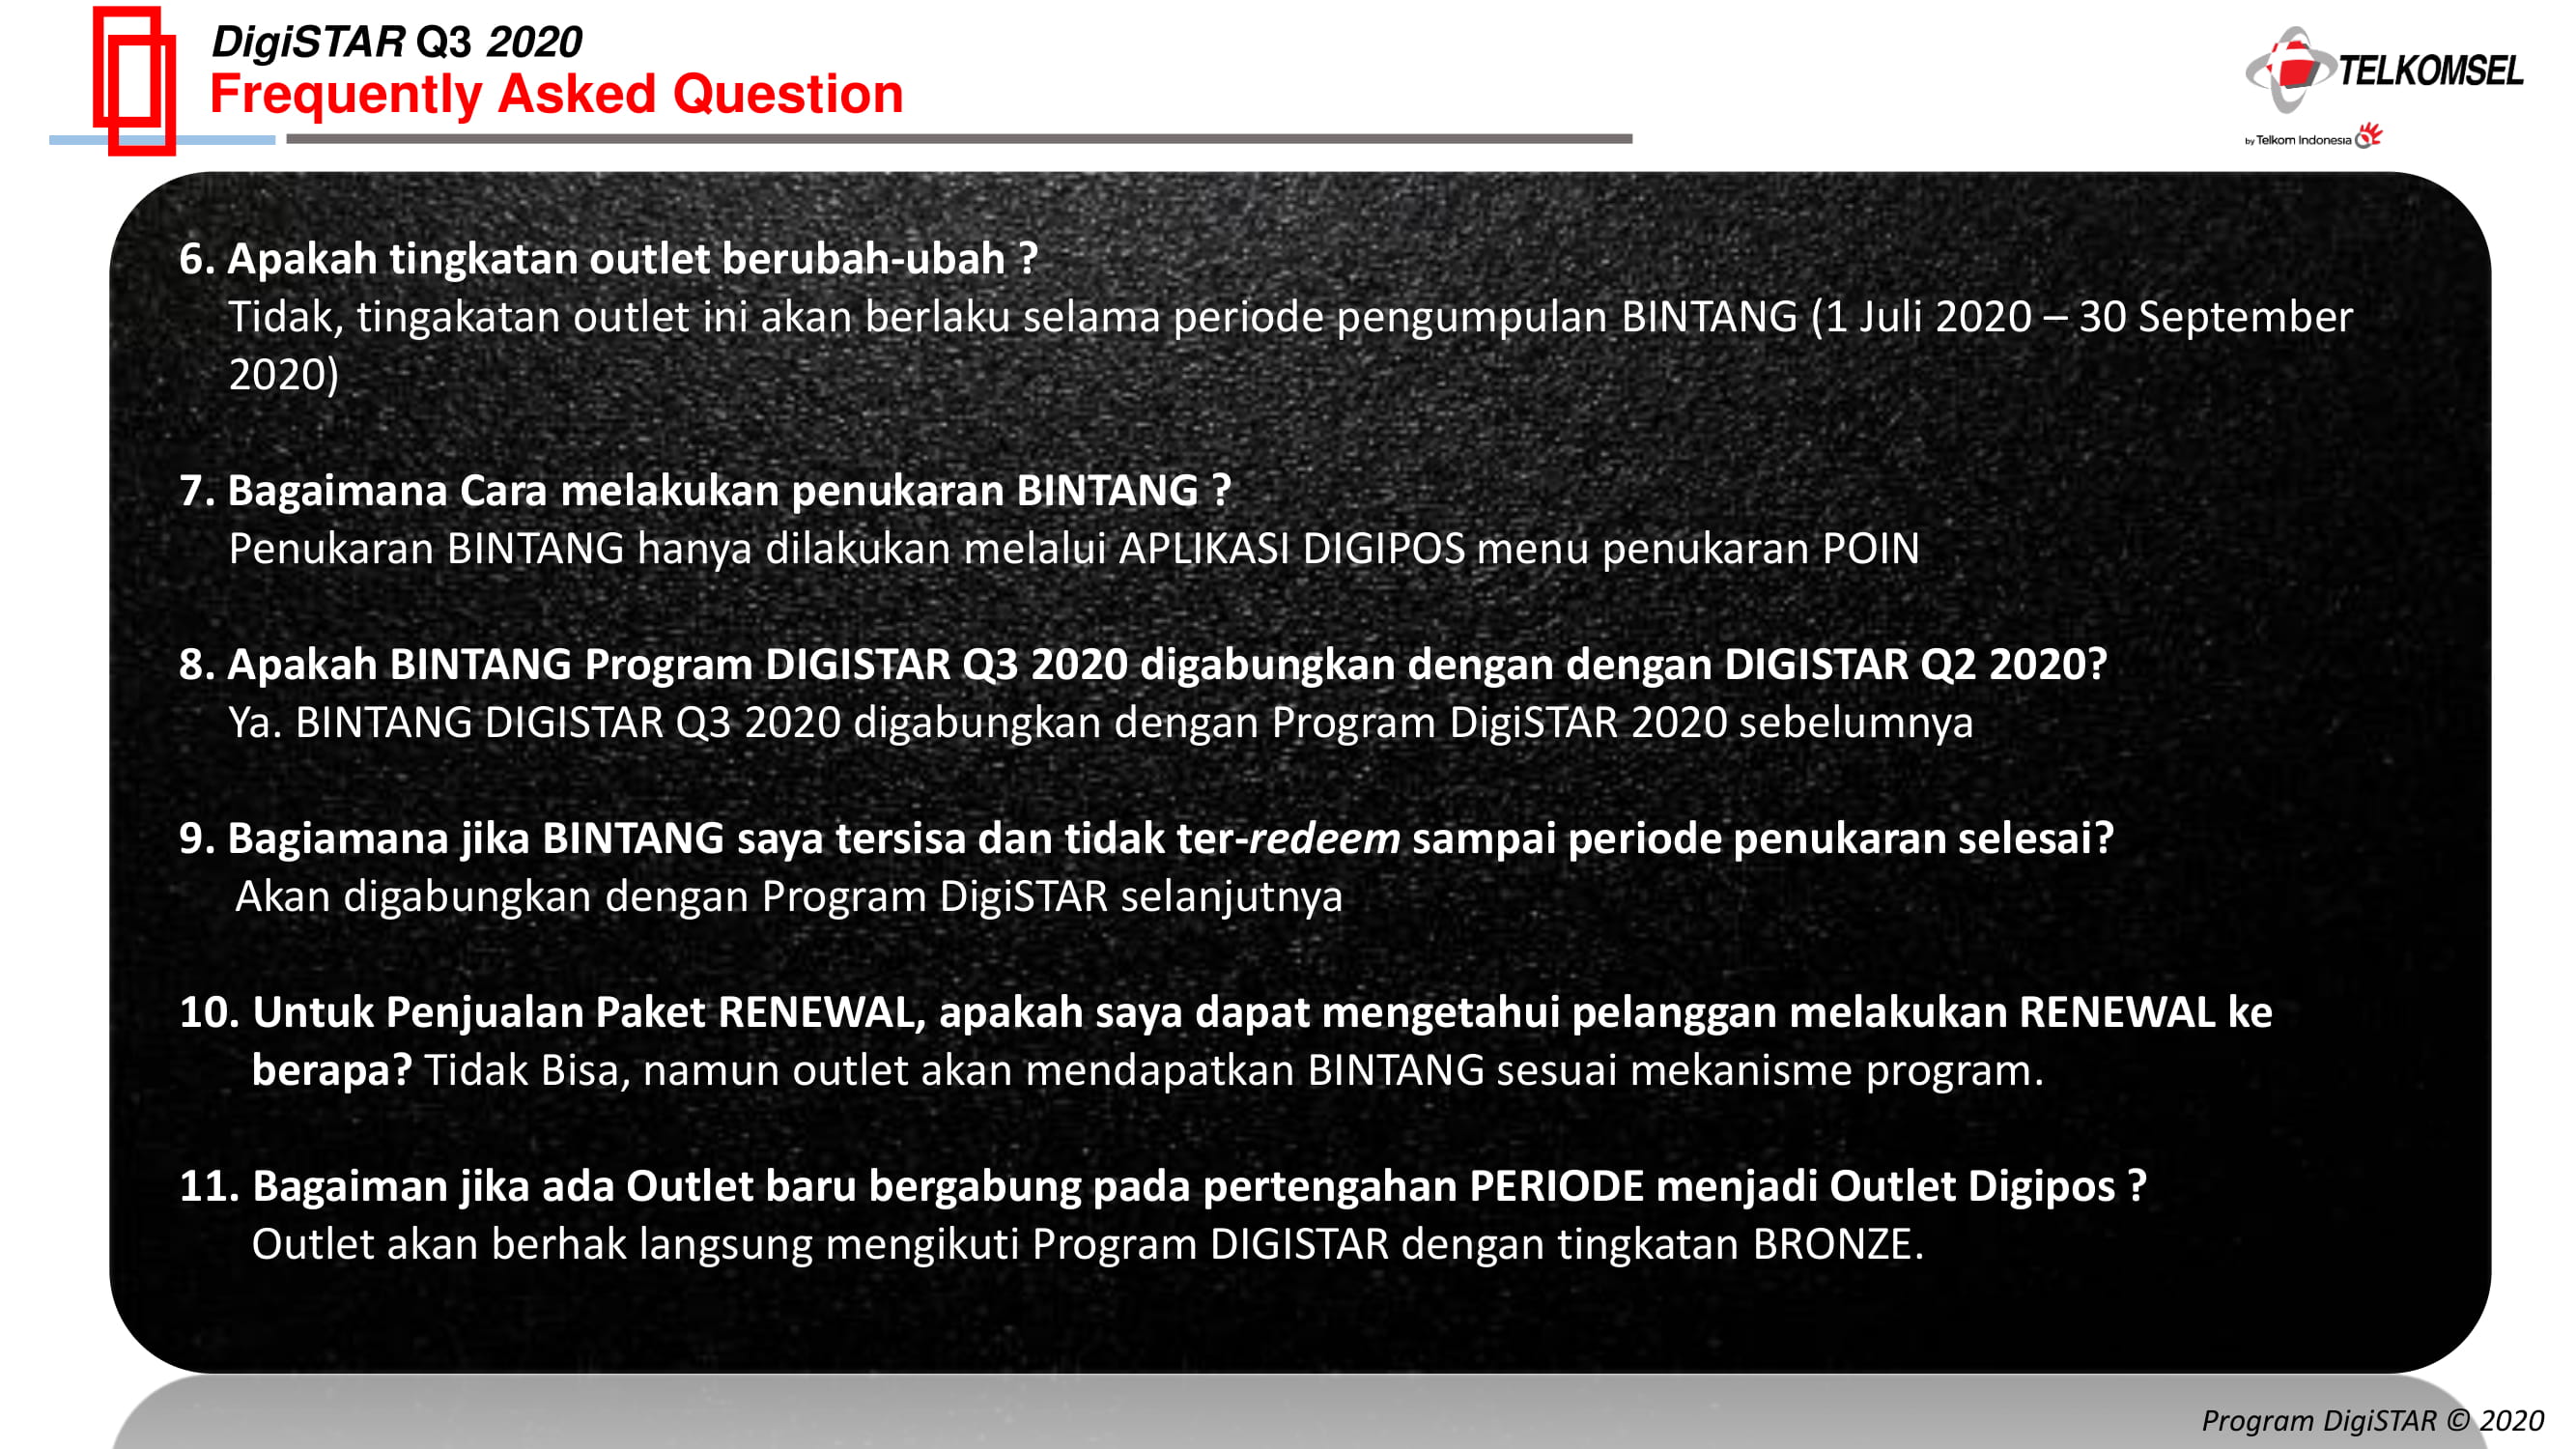 DigiSTAR Q3 2020
Frequently Asked Question
TELKOMSEL
by Telkom Indonesia
6. Apakah tingkatan outlet berubah-ubah ?
Tidak, tingakatan outlet ini akan berlaku selama periode pengumpulan BINTANG (1 Juli 2020 – 30 September
2020)
7. Bagaimana Cara melakukan penukaran BINTANG ?
Penukaran BINTANG hanya dilakukan melalui APLIKASI DIGIPOS menu penukaran POIN
8. Apakah BINTANG Program DIGISTAR Q3 2020 digabungkan dengan dengan DIGISTAR Q2 2020?
Ya. BINTANG DIGISTAR Q3 2020 digabungkan dengan Program DigiSTAR 2020 sebelumnya
9. Bagiamana jika BINTANG saya tersisa dan tidak ter-redeem sampai periode penukaran selesai?
Akan digabungkan dengan Program DigiSTAR selanjutnya
10. Untuk Penjualan Paket RENEWAL, apakah saya dapat mengetahui pelanggan melakukan RENEWAL ke
berapa? Tidak Bisa, namun outlet akan mendapatkan BINTANG sesuai mekanisme program.
11. Bagaiman jika ada Outlet baru bergabung pada pertengahan PERIODE menjadi Outlet Digipos ?
Outlet akan berhak langsung mengikuti Program DIGISTAR dengan tingkatan BRONZE.
Program DigiSTAR © 2020